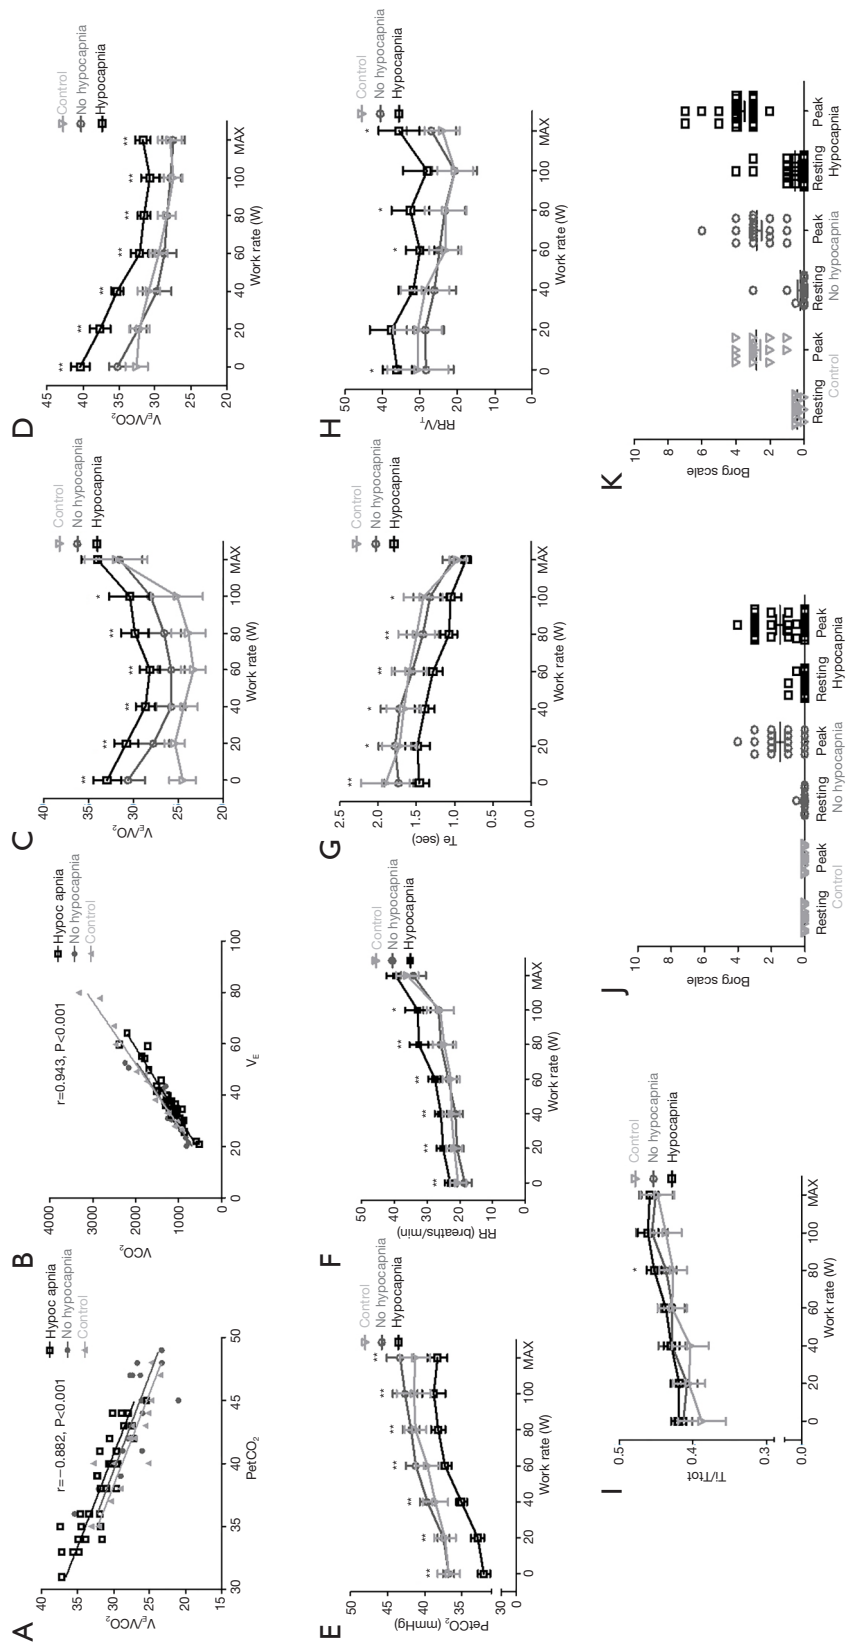 A
40
35
30
25
20
15
30
35
40
45
50
V_E/VCO₂
PetCO₂
r=−0.882, P<0.001
Hypoc apnia
No hypocapnia
Control
B
4000
3000
2000
1000
0
0
20
40
60
80
100
VCO₂
V_E
r=0.943, P<0.001
Hypoc apnia
No hypocapnia
Control
C
40
35
30
25
20
V_E/VO₂
0 20 40 60 80 100 MAX
Work rate (W)
** ** ** ** ** *
Control
No hypocapnia
Hypocapnia
D
45
40
35
30
25
20
V_E/VCO₂
0 20 40 60 80 100 MAX
Work rate (W)
** ** ** ** ** ** **
Control
No hypocapnia
Hypocapnia
E
50
45
40
35
30
0
PetCO₂ (mmHg)
0 20 40 60 80 100 MAX
Work rate (W)
** ** ** ** ** ** **
Control
No hypocapnia
Hypocapnia
F
50
40
30
20
10
0
RR (breaths/min)
0 20 40 60 80 100 MAX
Work rate (W)
** ** ** ** ** *
Control
No hypocapnia
Hypocapnia
G
2.5
2.0
1.5
1.0
0.5
0.0
Te (sec)
0 20 40 60 80 100 MAX
Work rate (W)
** * * ** ** *
Control
No hypocapnia
Hypocapnia
H
50
40
30
20
10
0
RR/V_T
0 20 40 60 80 100 MAX
Work rate (W)
* * * *
Control
No hypocapnia
Hypocapnia
I
0.5
0.4
0.3
0.0
Ti/Ttot
0 20 40 60 80 100 MAX
Work rate (W)
*
Control
No hypocapnia
Hypocapnia
J
10
8
6
4
2
0
Borg scale
Resting Peak Resting Peak Resting Peak
Control No hypocapnia Hypocapnia
K
10
8
6
4
2
0
Borg scale
Resting Peak Resting Peak Resting Peak
Control No hypocapnia Hypocapnia